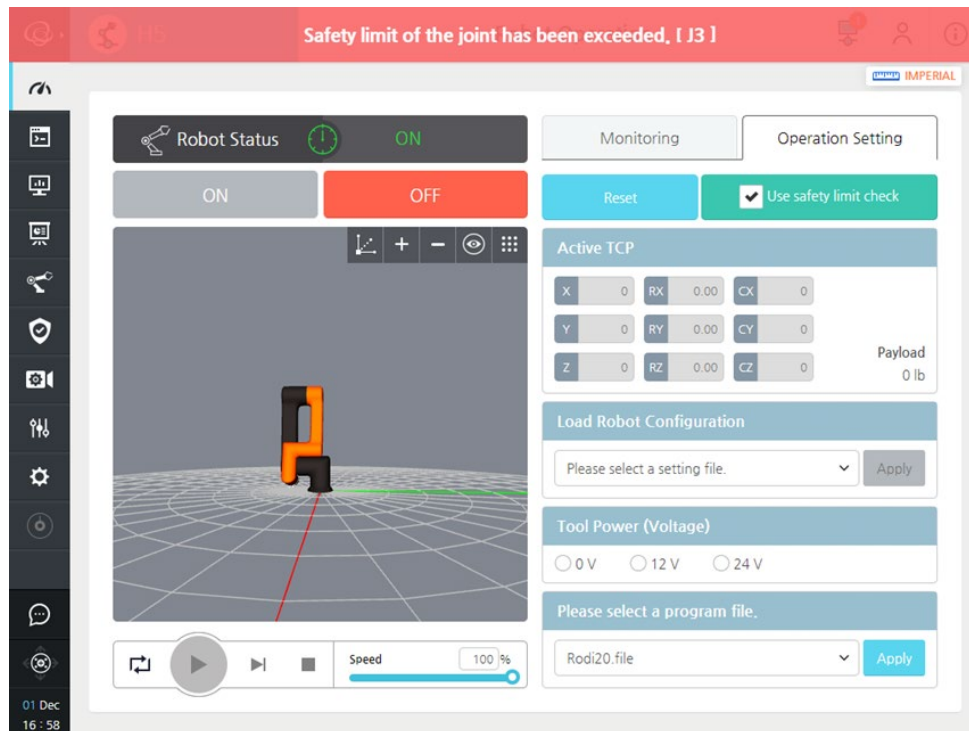 H5
Safety limit of the joint has been exceeded. [ J3 ]
IMPERIAL
Robot Status ON
ON OFF
Monitoring Operation Setting
Reset Use safety limit check
Active TCP
X 0 RX 0.00 CX 0
Y 0 RY 0.00 CY 0
Z 0 RZ 0.00 CZ 0
Payload
0 lb
Load Robot Configuration
Please select a setting file. Apply
Tool Power (Voltage)
0 V 12 V 24 V
Please select a program file.
Rodi20.file Apply
Speed 100 %
01 Dec
16 : 58